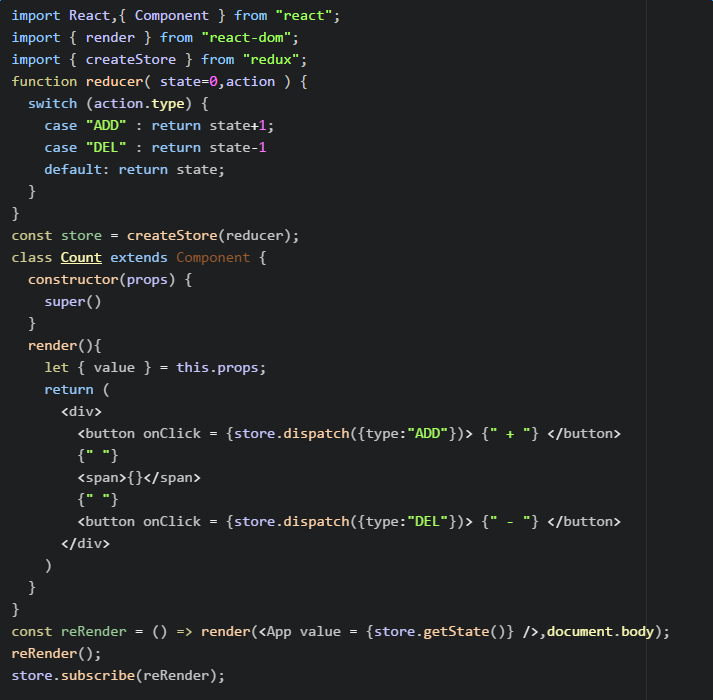 import React,{ Component } from "react";
import { render } from "react-dom";
import { createStore } from "redux";
function reducer( state=0,action ) {
  switch (action.type) {
    case "ADD" : return state+1;
    case "DEL" : return state-1
    default: return state;
  }
}
const store = createStore(reducer);
class Count extends Component {
  constructor(props) {
    super()
  }
  render(){
    let { value } = this.props;
    return (
      <div>
        <button onClick = {store.dispatch({type:"ADD"})> {" + "} </button>
        {" "}
        <span>{}</span>
        {" "}
        <button onClick = {store.dispatch({type:"DEL"})> {" - "} </button>
      </div>
    )
  }
}
const reRender = () => render(<App value = {store.getState()} />,document.body);
reRender();
store.subscribe(reRender);